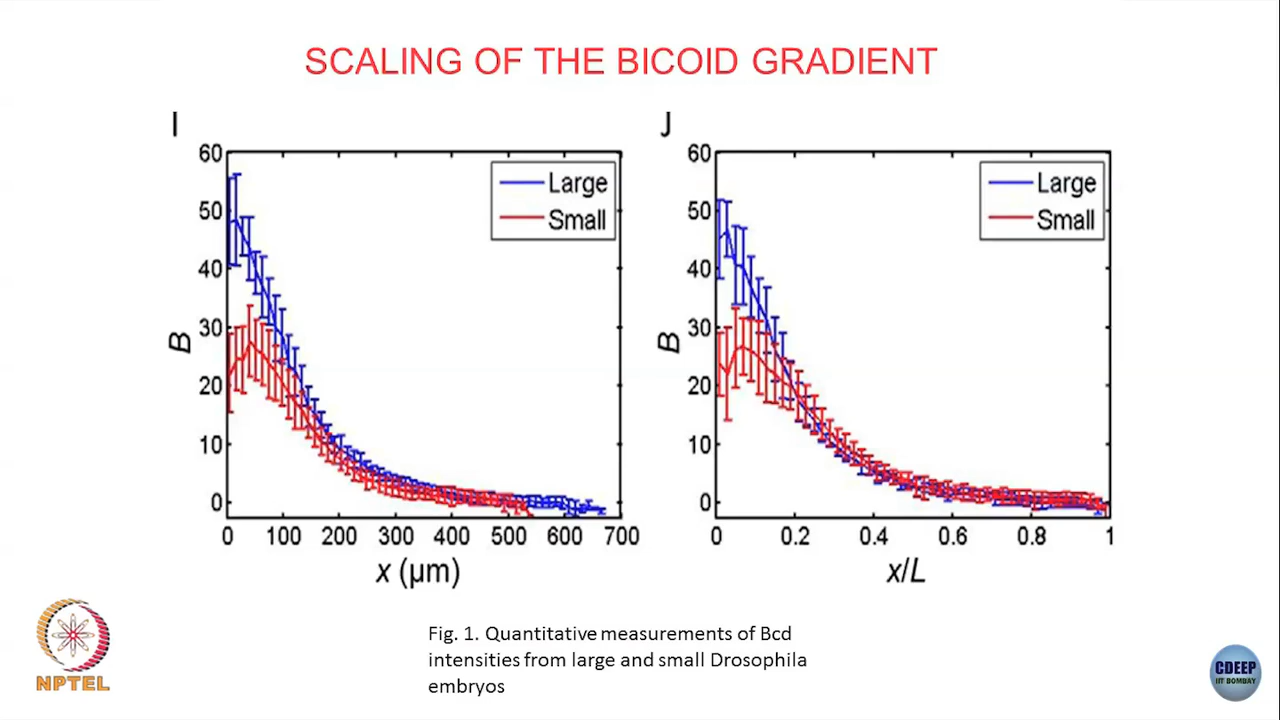 SCALING OF THE BICOID GRADIENT
I
60
50
40
30
20
10
0
B
Large
Small
0 100 200 300 400 500 600 700
x (μm)
J
60
50
40
30
20
10
0
B
Large
Small
0 0.2 0.4 0.6 0.8 1
x/L
Fig. 1. Quantitative measurements of Bcd
intensities from large and small Drosophila
embryos
NPTEL
CDEEP
IIT BOMBAY